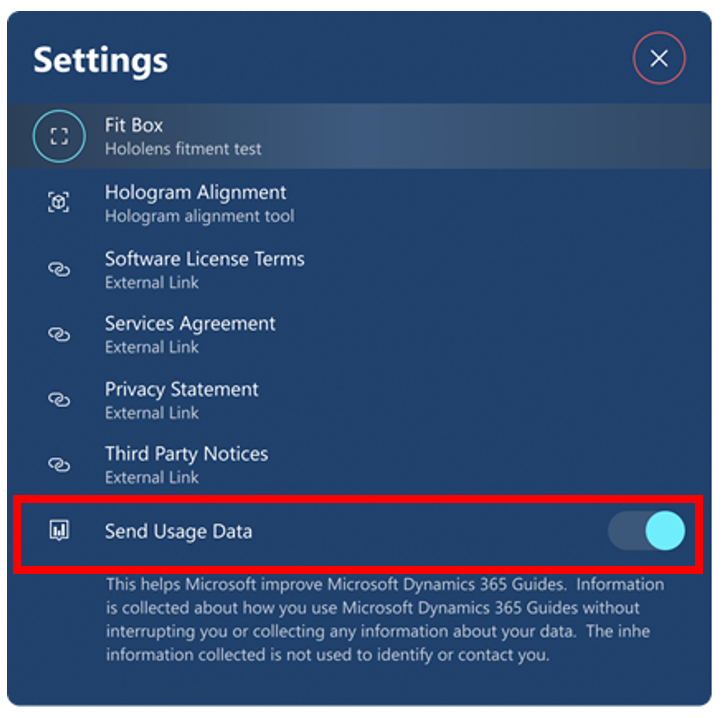 Settings
Fit Box
Hololens fitment test
Hologram Alignment
Hologram alignment tool
Software License Terms
External Link
Services Agreement
External Link
Privacy Statement
External Link
Third Party Notices
External Link
Send Usage Data
This helps Microsoft improve Microsoft Dynamics 365 Guides.  Information
is collected about how you use Microsoft Dynamics 365 Guides without
interrupting you or collecting any information about your data.  The inhe
information collected is not used to identify or contact you.